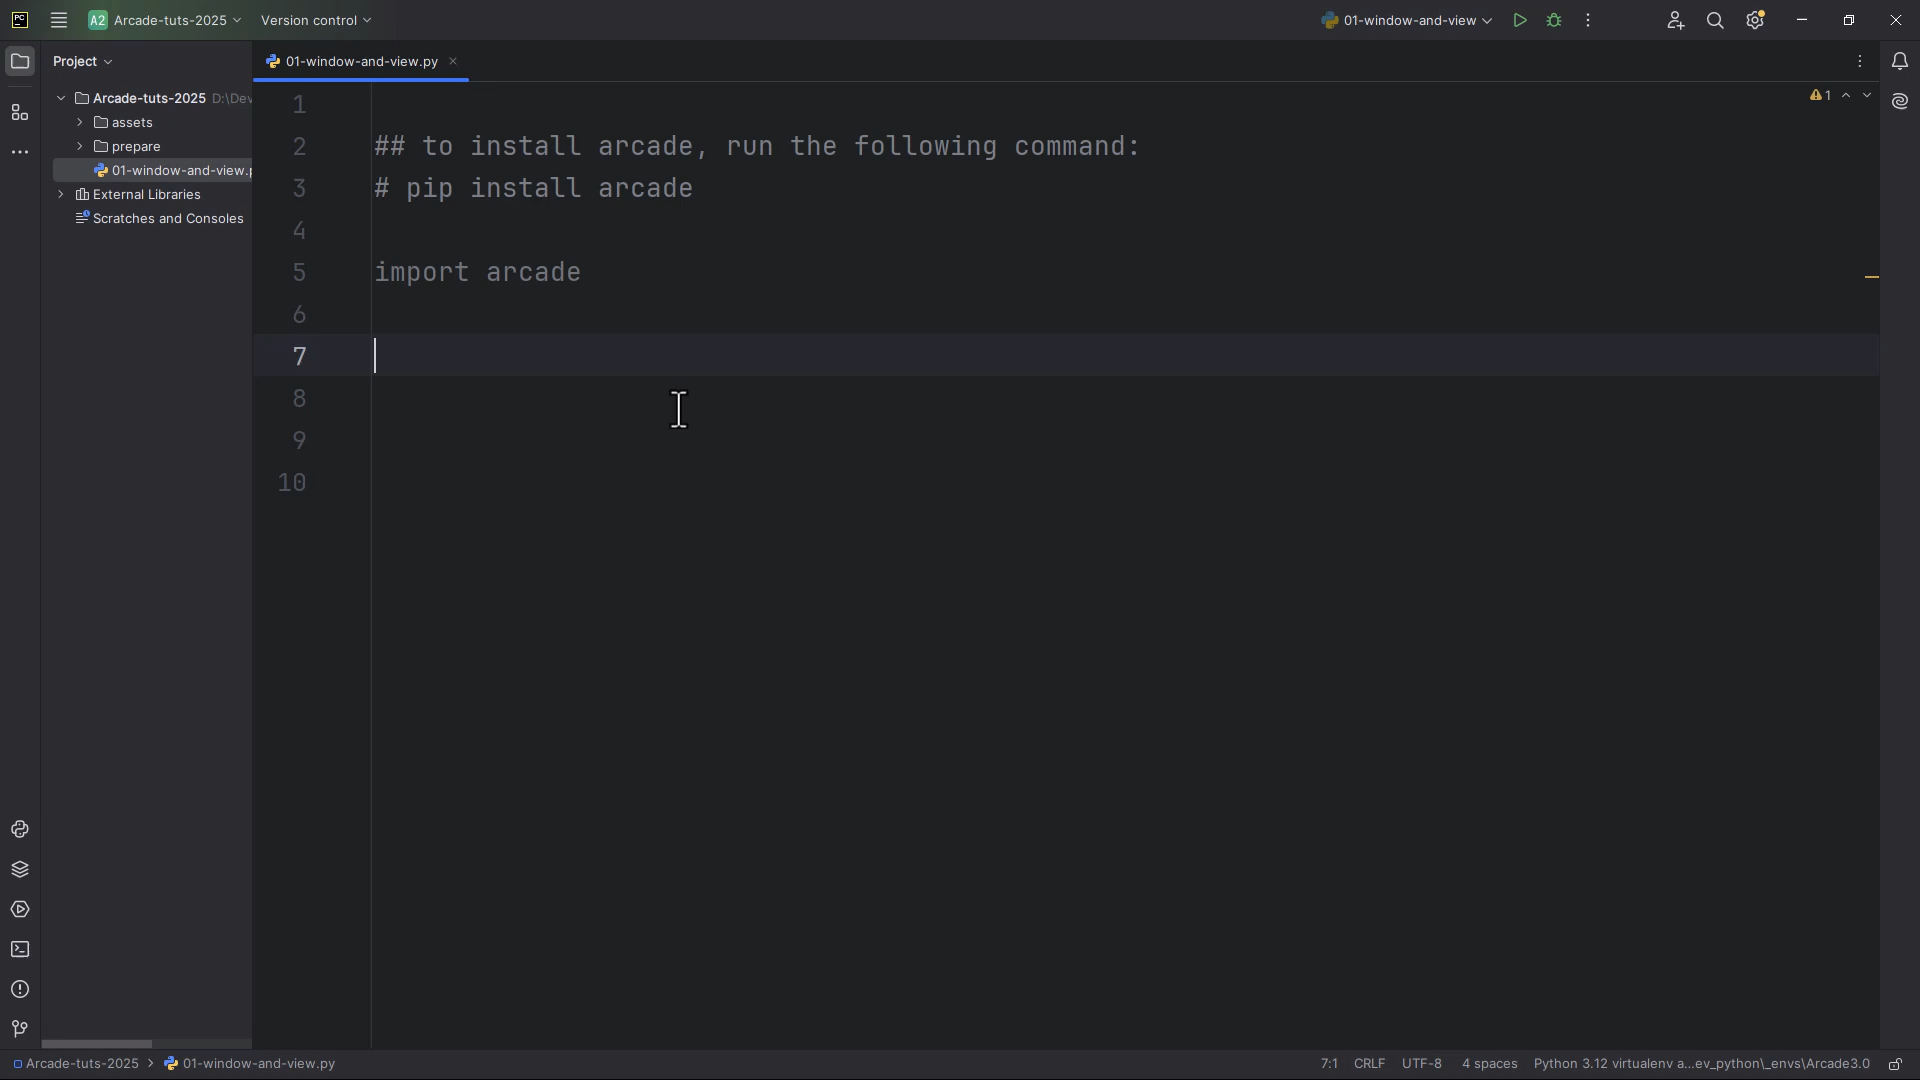 PC A2 Arcade-tuts-2025 Version control 01-window-and-view
Project 01-window-and-view.py
Arcade-tuts-2025 D:\Dev
assets
prepare
01-window-and-view.p
External Libraries
Scratches and Consoles
1
1
2 ## to install arcade, run the following command:
3 # pip install arcade
4
5 import arcade
6
7
8
9
10
Arcade-tuts-2025 01-window-and-view.py 7:1 CRLF UTF-8 4 spaces Python 3.12 virtualenv a...ev_python\_envs\Arcade3.0